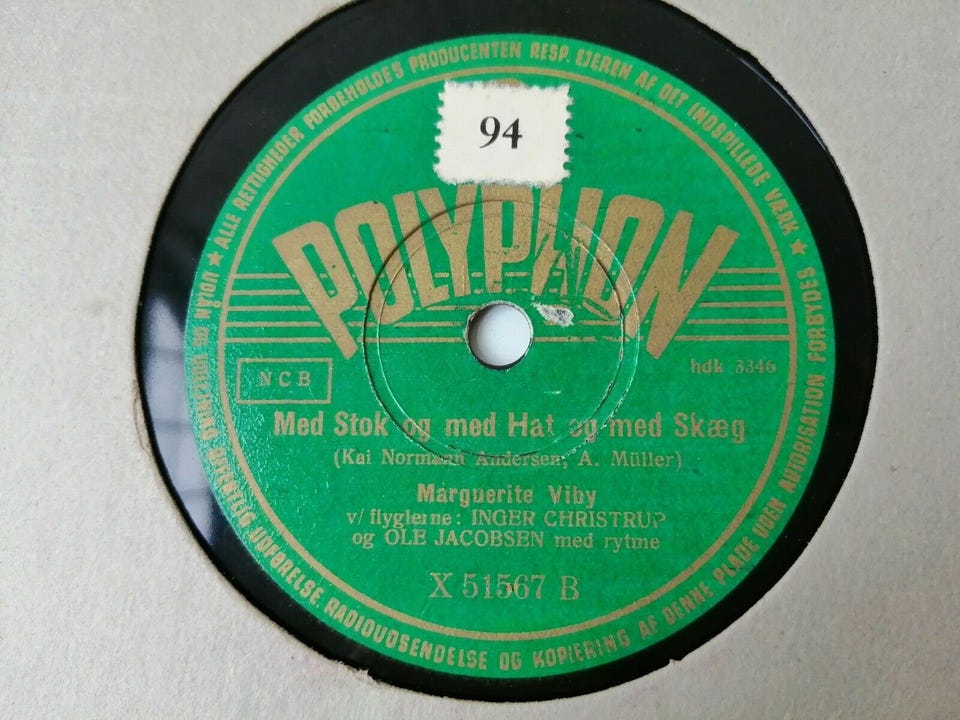 ★ ALLE RETTIGHEDER FORBEHOLDES PRODUCENTEN RESP. EJEREN AF DET INDSPILLEDE VÆRK ★
94
POLYPHON
NCB
hdk 3346
Med Stok og med Hat og med Skæg
(Kai Normann Andersen, A. Müller)
Marguerite Viby
v/ flyglerne: INGER CHRISTRUP
og OLE JACOBSEN med rytme
X 51567 B
OFFENTLIG UDFØRELSE, RADIOUDSENDELSE OG KOPIERING AF DENNE PLADE UDEN AUTORISATION FORBYDES